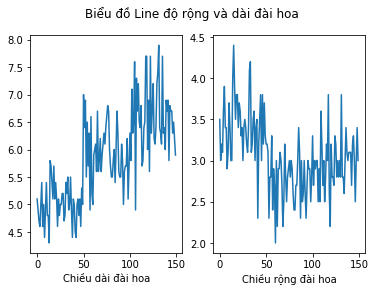 Biểu đồ Line độ rộng và dài đài hoa
8.0
7.5
7.0
6.5
6.0
5.5
5.0
4.5
0 50 100 150
Chiều dài đài hoa
4.5
4.0
3.5
3.0
2.5
2.0
0 50 100 150
Chiều rộng đài hoa